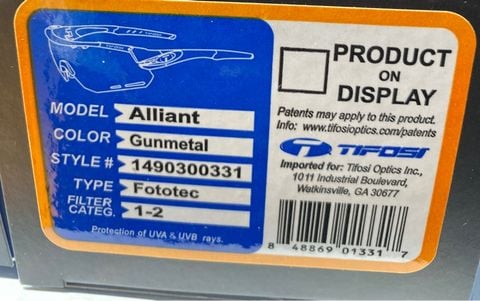 TIFOSI
MODEL Alliant
COLOR Gunmetal
STYLE # 1490300331
TYPE Fototec
FILTER CATEG. 1-2
Protection of UVA & UVB rays.
PRODUCT
ON
DISPLAY
Patents may apply to this product.
Info: www.tifosioptics.com/patents
TIFOSI
Imported for: Tifosi Optics Inc.,
1011 Industrial Boulevard,
Watkinsville, GA 30677
8 48869 01331 7